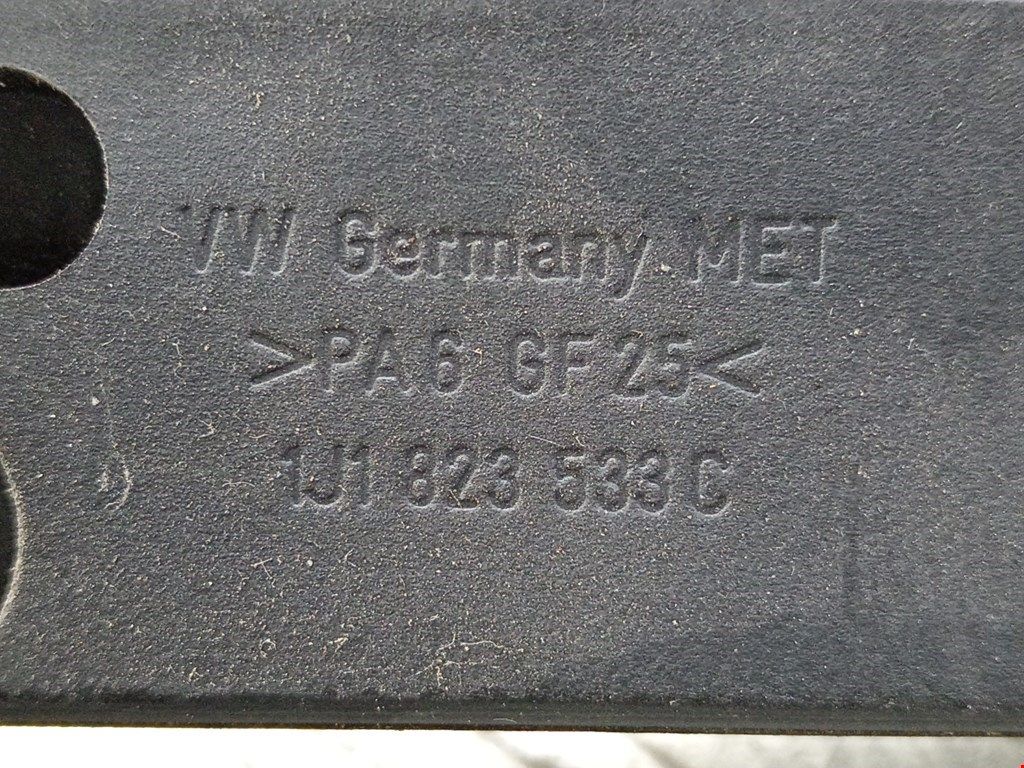 VW Germany MET
>PA 6 GF 25<
1J1 823 533 C